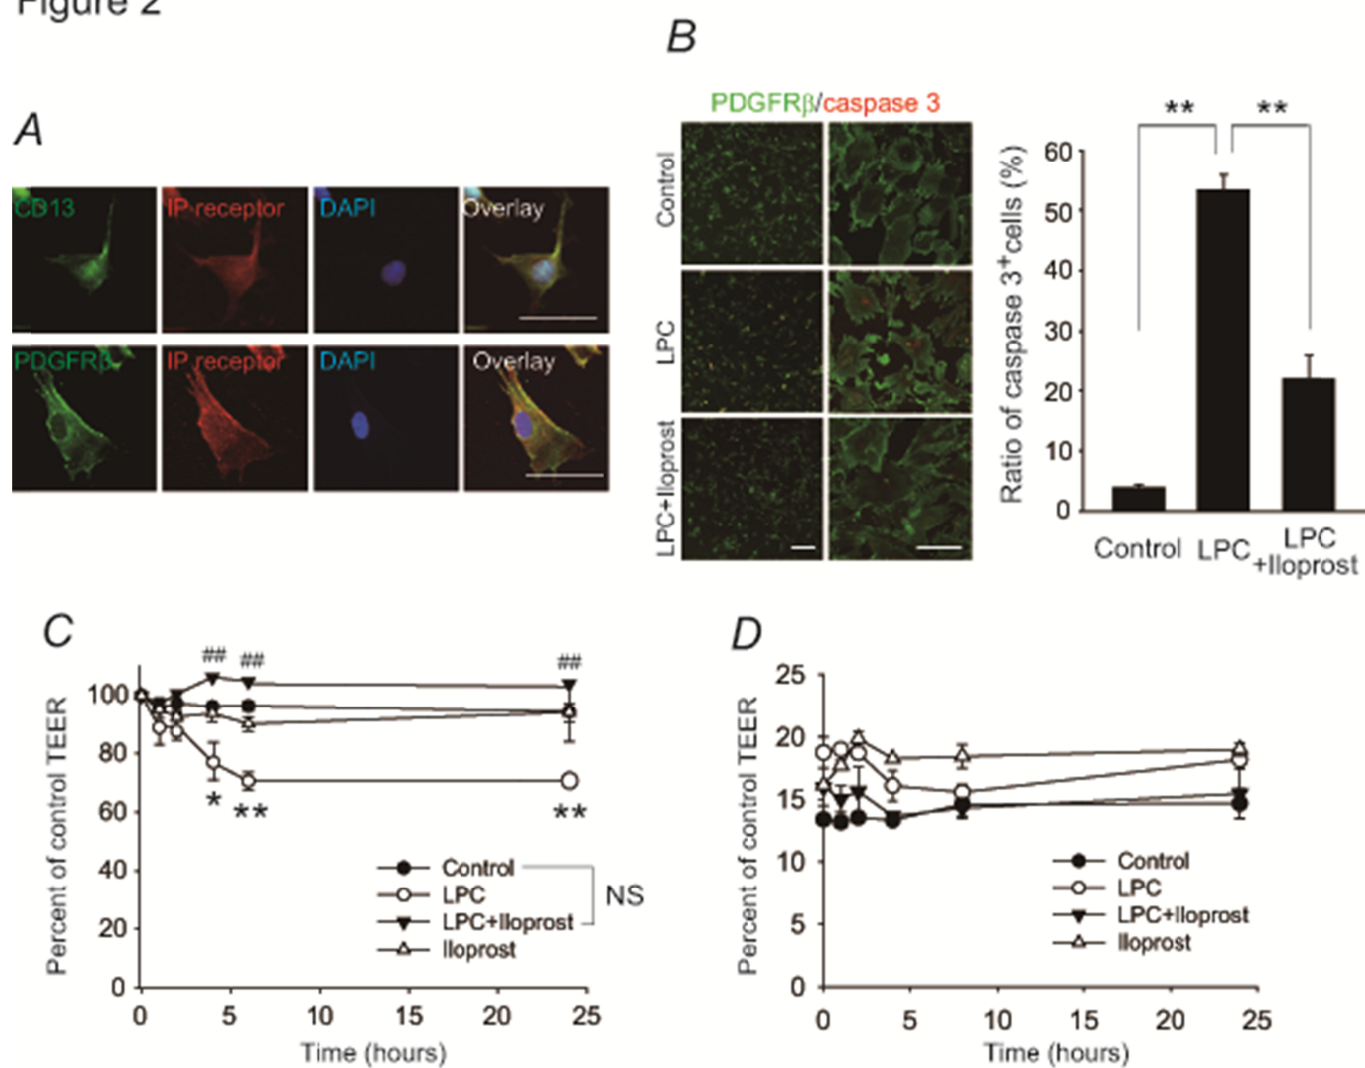 Figure 2
A
CD13 IP receptor DAPI Overlay
PDGFRβ IP receptor DAPI Overlay
B
PDGFRβ/caspase 3
Control
LPC
LPC+Iloprost
** **
Ratio of caspase 3+cells (%)
60
50
40
30
20
10
0
Control LPC LPC
+Iloprost
C
Percent of control TEER
100
80
60
40
20
0
## ## ##
* ** **
Control
LPC
LPC+Iloprost
Iloprost
NS
0 5 10 15 20 25
Time (hours)
D
Percent of control TEER
25
20
15
10
5
0
Control
LPC
LPC+Iloprost
Iloprost
0 5 10 15 20 25
Time (hours)